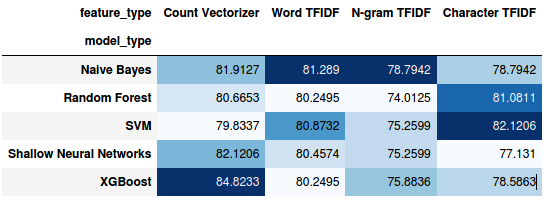 feature_type Count Vectorizer Word TFIDF N-gram TFIDF Character TFIDF
model_type
Naive Bayes 81.9127 81.289 78.7942 78.7942
Random Forest 80.6653 80.2495 74.0125 81.0811
SVM 79.8337 80.8732 75.2599 82.1206
Shallow Neural Networks 82.1206 80.4574 75.2599 77.131
XGBoost 84.8233 80.2495 75.8836 78.5863